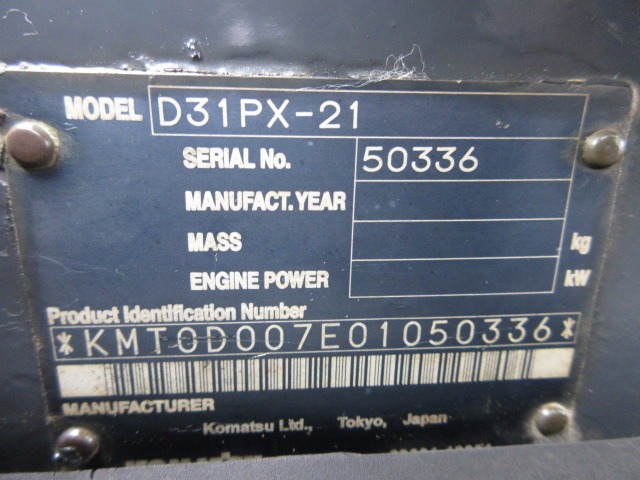 MODEL D31PX-21
SERIAL No. 50336
MANUFACT. YEAR
MASS kg
ENGINE POWER kW
Product Identification Number
*KMT0D007E01050336*
MANUFACTURER
Komatsu Ltd., Tokyo, Japan